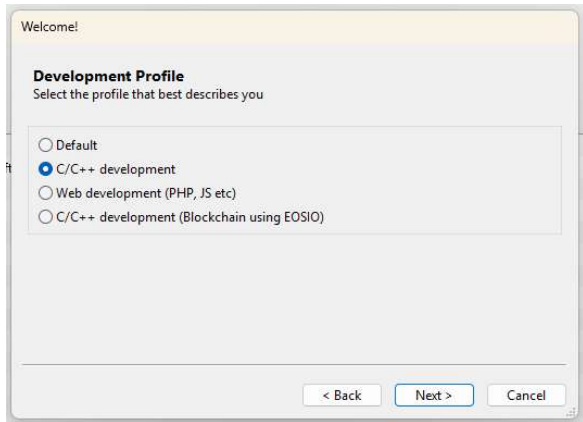 Welcome!
Development Profile
Select the profile that best describes you
Default
C/C++ development
Web development (PHP, JS etc)
C/C++ development (Blockchain using EOSIO)
< Back
Next >
Cancel